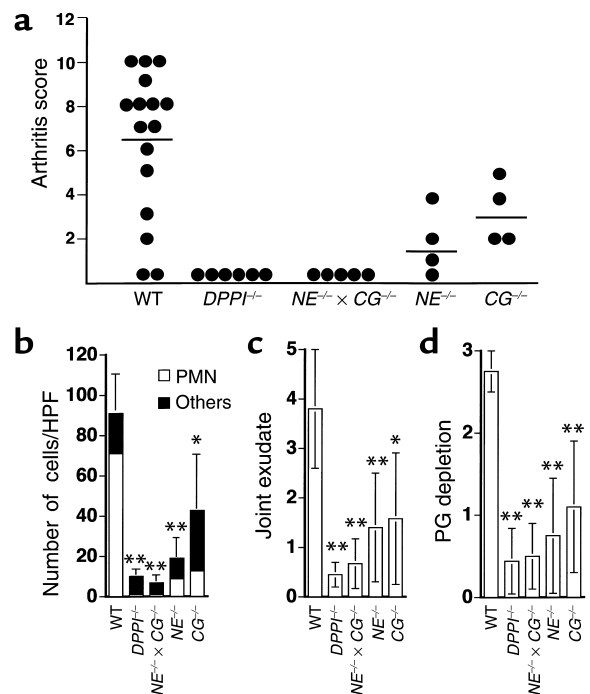 a
Arthritis score
12
10
8
6
4
2
WT
DPPI⁻/⁻
NE⁻/⁻ × CG⁻/⁻
NE⁻/⁻
CG⁻/⁻
b
Number of cells/HPF
120
100
80
60
40
20
0
PMN
Others
**
**
**
*
WT
DPPI⁻/⁻
NE⁻/⁻ × CG⁻/⁻
NE⁻/⁻
CG⁻/⁻
c
Joint exudate
5
4
3
2
1
0
**
**
**
*
WT
DPPI⁻/⁻
NE⁻/⁻ × CG⁻/⁻
NE⁻/⁻
CG⁻/⁻
d
PG depletion
3
2
1
0
**
**
**
**
WT
DPPI⁻/⁻
NE⁻/⁻ × CG⁻/⁻
NE⁻/⁻
CG⁻/⁻